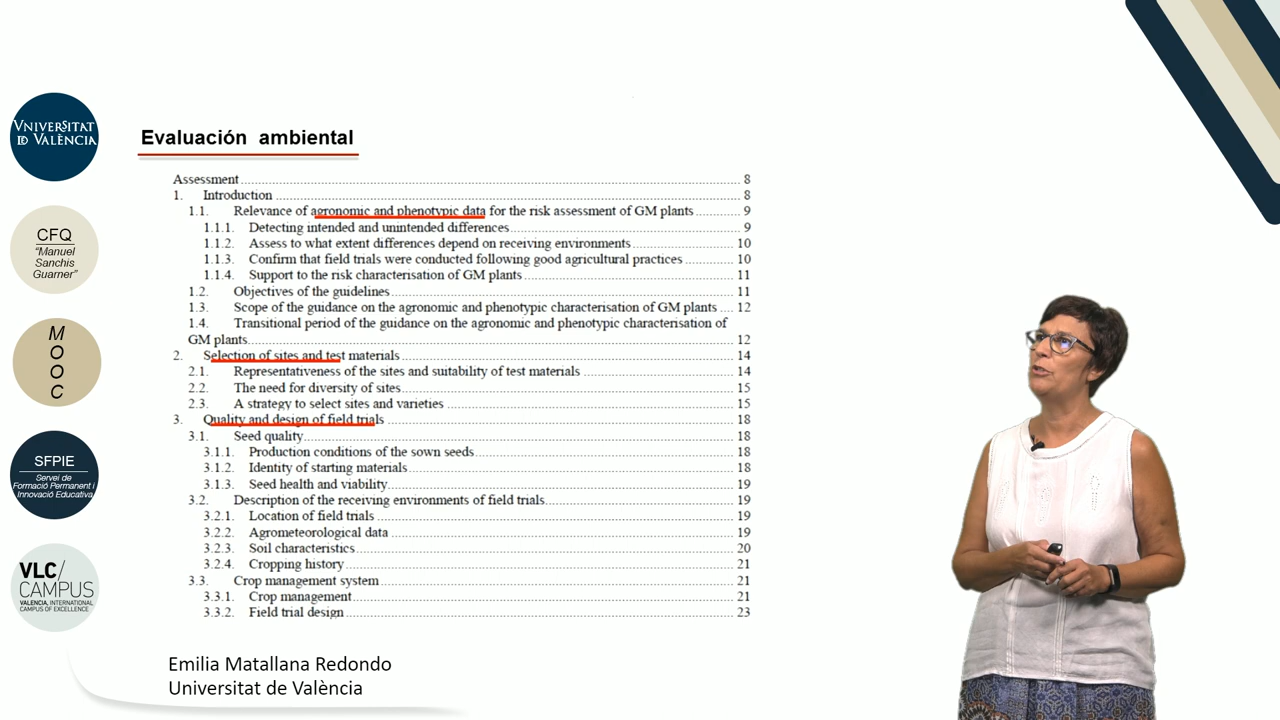 VNIVERSITAT
ID VALÈNCIA
CFQ
"Manuel
Sanchis
Guarner"
M
O
O
C
SFPIE
Servei de
Formació Permanent i
Innovació Educativa
VLC/
CAMPUS
VALENCIA, INTERNATIONAL
CAMPUS OF EXCELLENCE
Evaluación ambiental
Assessment 8
1. Introduction 8
1.1. Relevance of agronomic and phenotypic data for the risk assessment of GM plants 9
1.1.1. Detecting intended and unintended differences 9
1.1.2. Assess to what extent differences depend on receiving environments 10
1.1.3. Confirm that field trials were conducted following good agricultural practices 10
1.1.4. Support to the risk characterisation of GM plants 11
1.2. Objectives of the guidelines 11
1.3. Scope of the guidance on the agronomic and phenotypic characterisation of GM plants 12
1.4. Transitional period of the guidance on the agronomic and phenotypic characterisation of
GM plants 12
2. Selection of sites and test materials 14
2.1. Representativeness of the sites and suitability of test materials 14
2.2. The need for diversity of sites 15
2.3. A strategy to select sites and varieties 15
3. Quality and design of field trials 18
3.1. Seed quality 18
3.1.1. Production conditions of the sown seeds 18
3.1.2. Identity of starting materials 18
3.1.3. Seed health and viability 19
3.2. Description of the receiving environments of field trials 19
3.2.1. Location of field trials 19
3.2.2. Agrometeorological data 19
3.2.3. Soil characteristics 20
3.2.4. Cropping history 21
3.3. Crop management system 21
3.3.1. Crop management 21
3.3.2. Field trial design 23
Emilia Matallana Redondo
Universitat de València